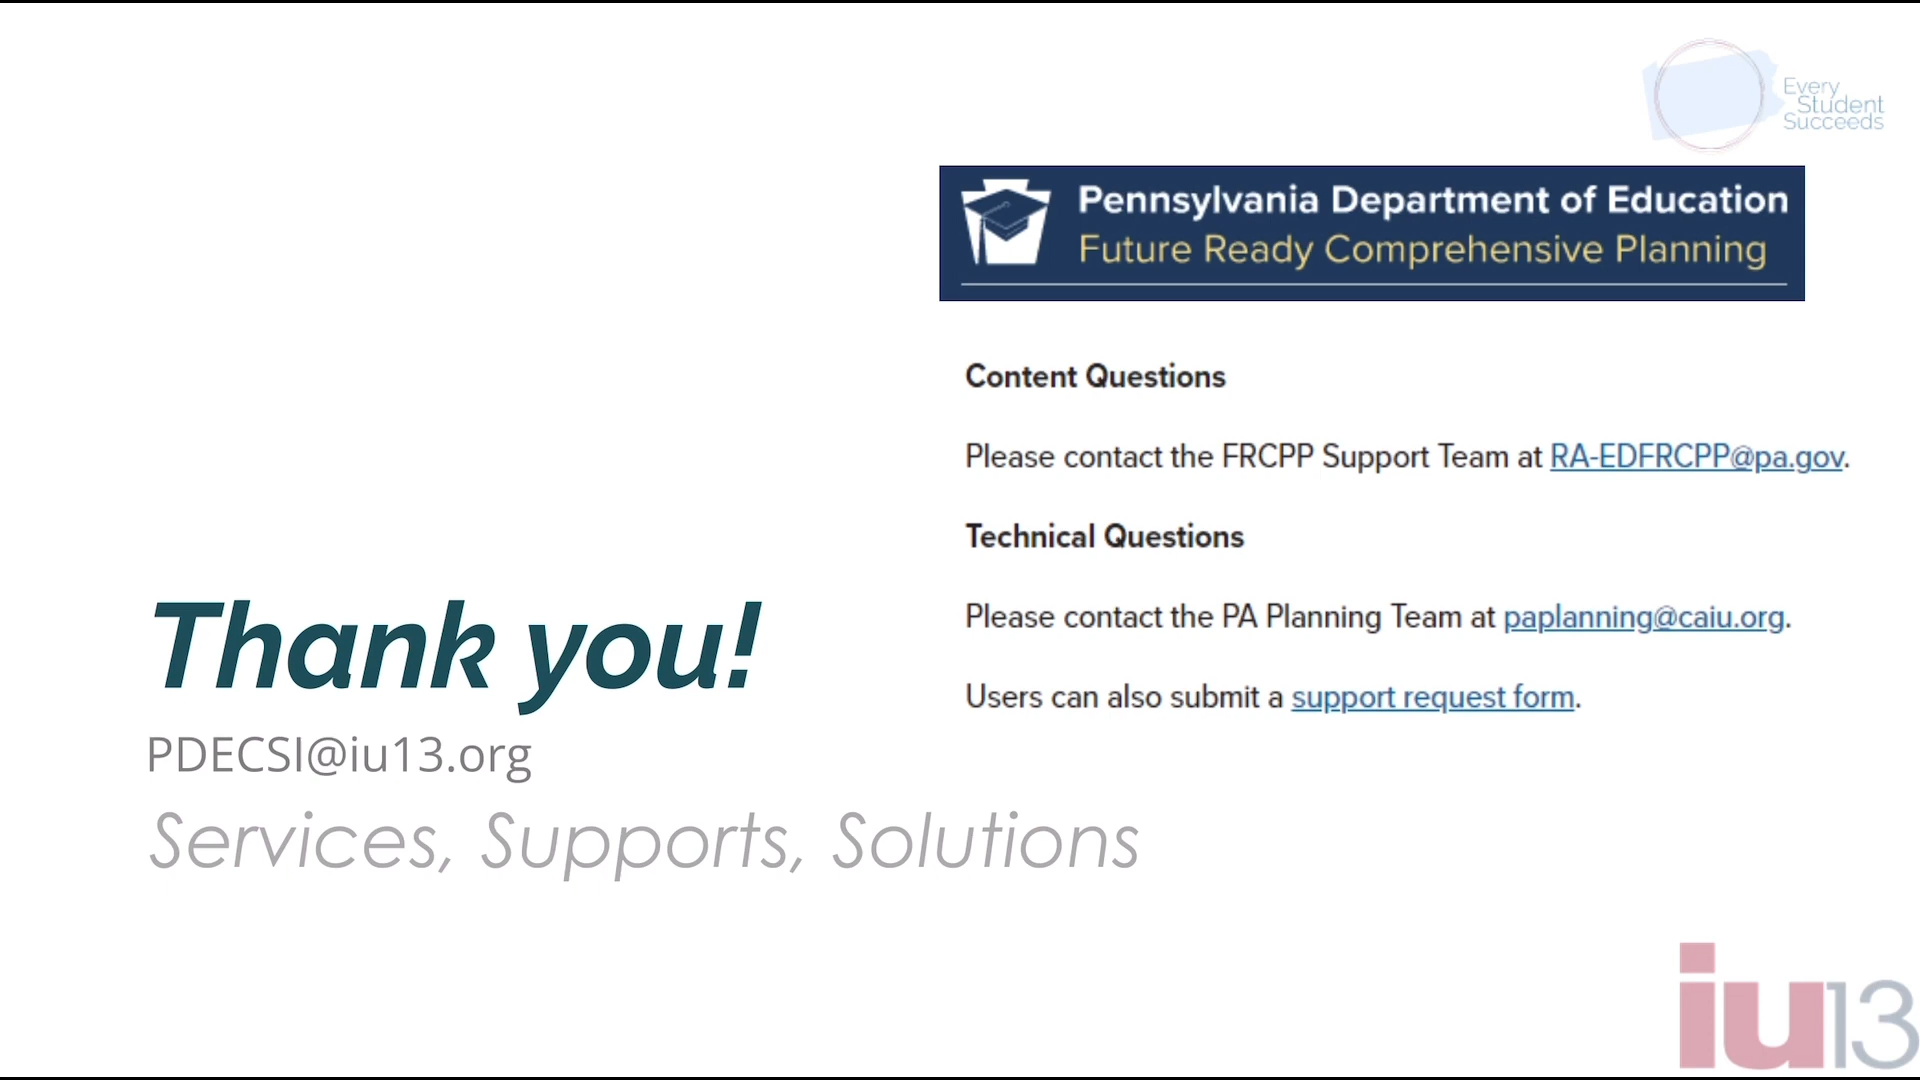 Every
Student
Succeeds
Pennsylvania Department of Education
Future Ready Comprehensive Planning
Content Questions
Please contact the FRCPP Support Team at RA-EDFRCPP@pa.gov.
Technical Questions
Please contact the PA Planning Team at paplanning@caiu.org.
Users can also submit a support request form.
Thank you!
PDECSI@iu13.org
Services, Supports, Solutions
iu13